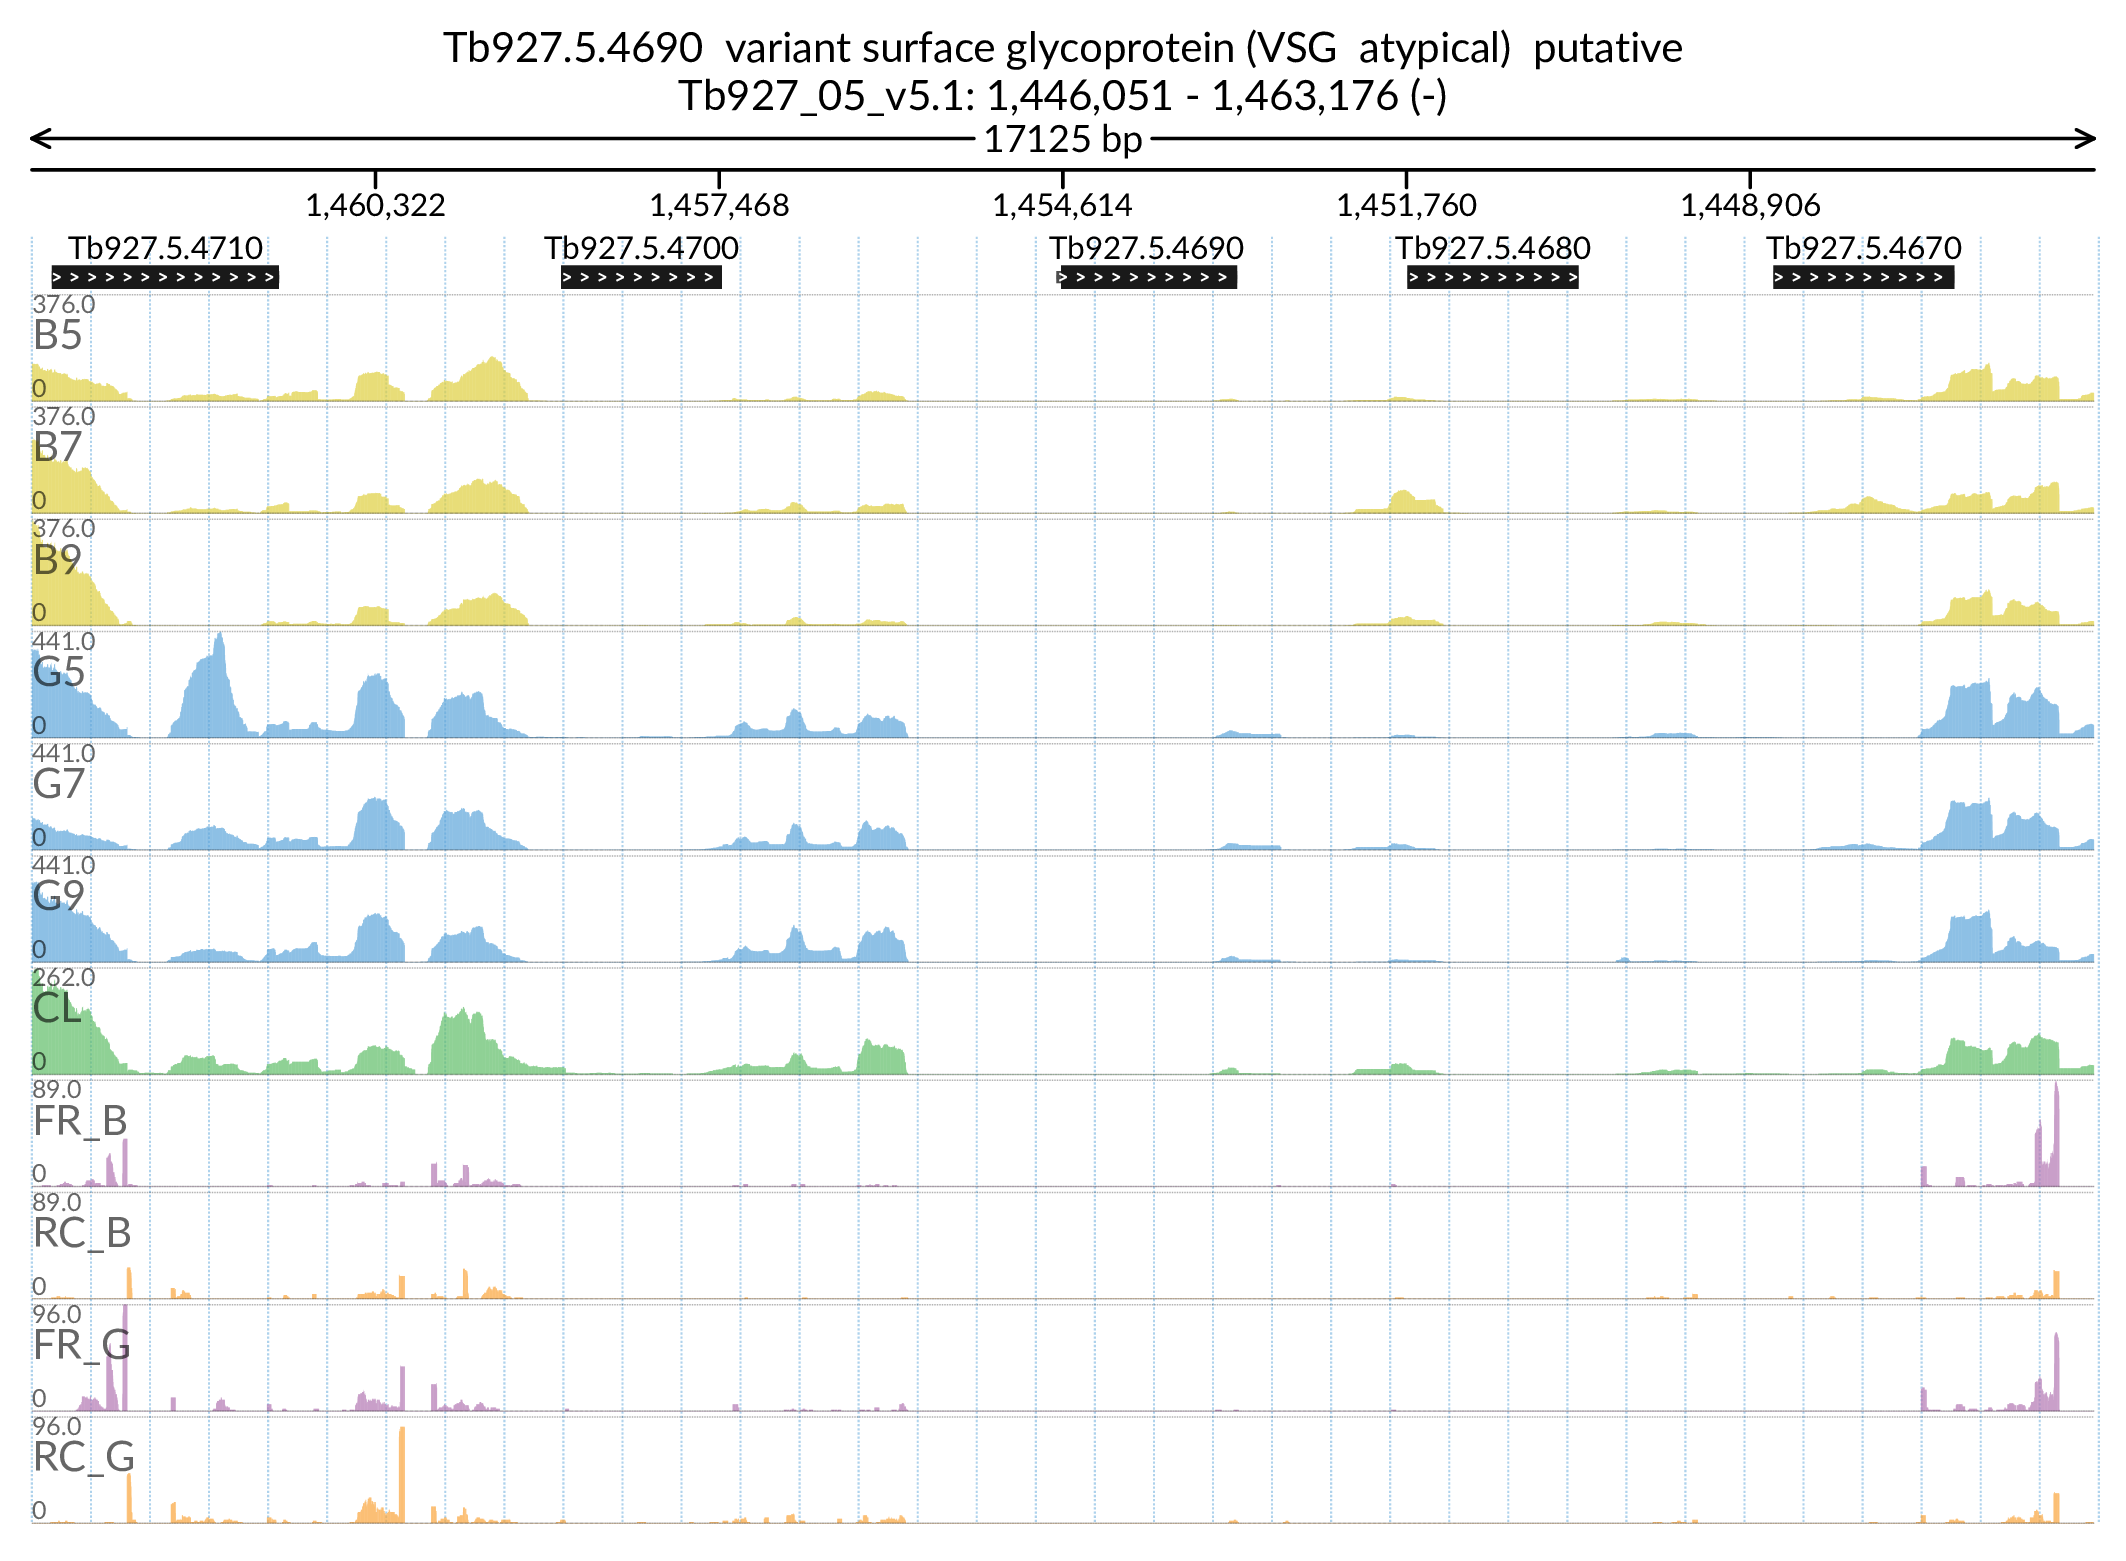 Tb927.5.4690 variant surface glycoprotein (VSG atypical) putative
Tb927_05_v5.1: 1,446,051 - 1,463,176 (-)
17125 bp
1,460,322 1,457,468 1,454,614 1,451,760 1,448,906
Tb927.5.4710 Tb927.5.4700 Tb927.5.4690 Tb927.5.4680 Tb927.5.4670
376.0
B5
0
376.0
B7
0
376.0
B9
0
441.0
G5
0
441.0
G7
0
441.0
G9
0
262.0
CL
0
89.0
FR_B
0
89.0
RC_B
0
96.0
FR_G
0
96.0
RC_G
0